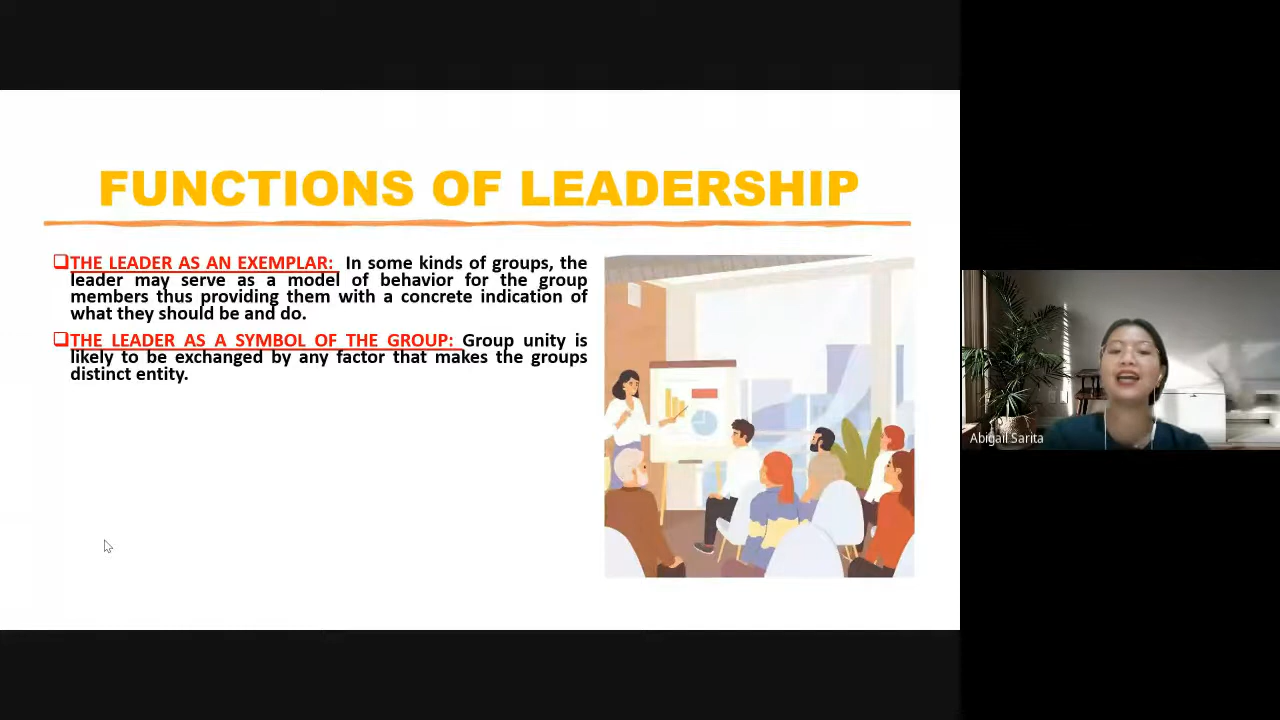 FUNCTIONS OF LEADERSHIP
❑THE LEADER AS AN EXEMPLAR: In some kinds of groups, the
leader may serve as a model of behavior for the group
members thus providing them with a concrete indication of
what they should be and do.
❑THE LEADER AS A SYMBOL OF THE GROUP: Group unity is
likely to be exchanged by any factor that makes the groups
distinct entity.
Abigail Sarita